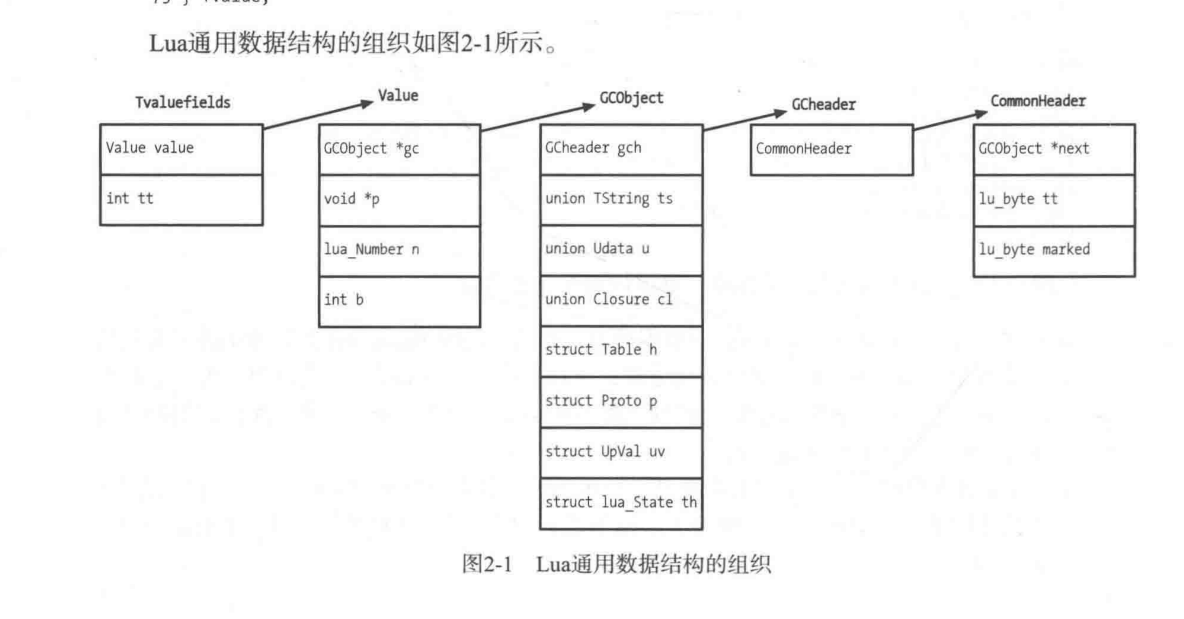 Lua通用数据结构的组织如图2-1所示。
Tvaluefields
Value value
int tt
Value
GCObject *gc
void *p
lua_Number n
int b
GCObject
GCheader gch
union TString ts
union Udata u
union Closure cl
struct Table h
struct Proto p
struct UpVal uv
struct lua_State th
GCheader
CommonHeader
CommonHeader
GCObject *next
lu_byte tt
lu_byte marked
图2-1 Lua通用数据结构的组织